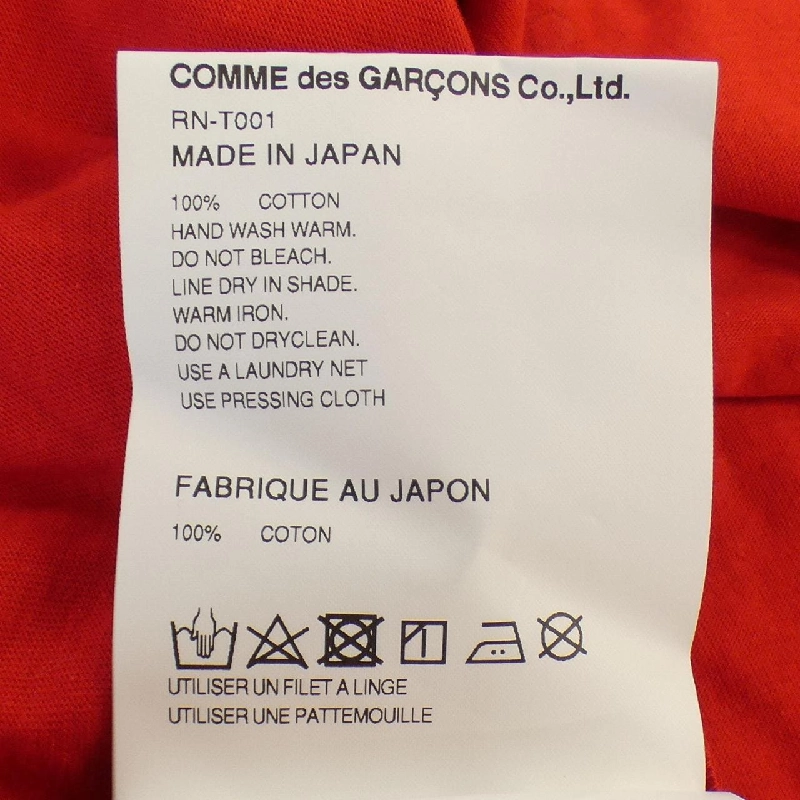 COMME des GARÇONS Co.,Ltd.
RN-T001
MADE IN JAPAN
100% COTTON
HAND WASH WARM.
DO NOT BLEACH.
LINE DRY IN SHADE.
WARM IRON.
DO NOT DRYCLEAN.
USE A LAUNDRY NET
USE PRESSING CLOTH
FABRIQUE AU JAPON
100% COTON
UTILISER UN FILET A LINGE
UTILISER UNE PATTEMOUILLE